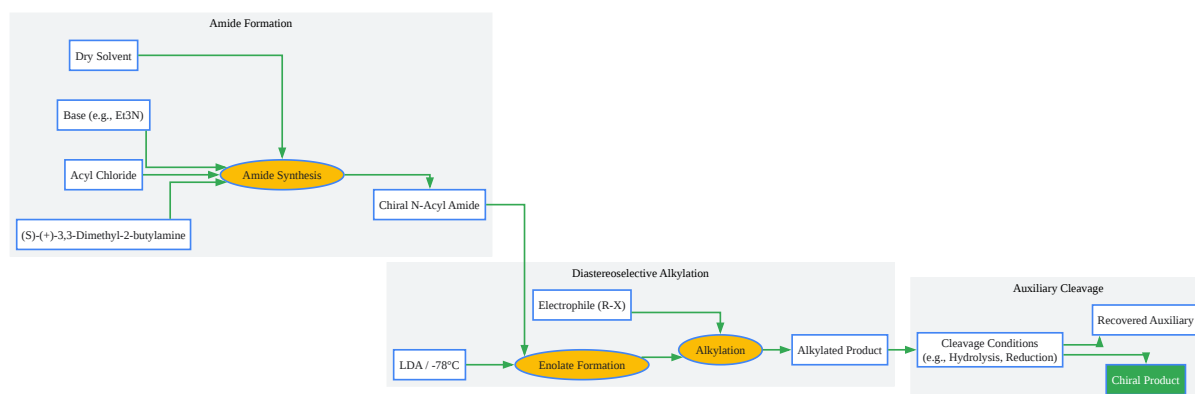 Amide Formation
Dry Solvent
Base (e.g., Et3N)
Acyl Chloride
Amide Synthesis
(S)-(+)-3,3-Dimethyl-2-butylamine
Chiral N-Acyl Amide
Diastereoselective Alkylation
Electrophile (R-X)
LDA / -78°C
Enolate Formation
Alkylation
Alkylated Product
Auxiliary Cleavage
Cleavage Conditions
(e.g., Hydrolysis, Reduction)
Recovered Auxiliary
Chiral Product